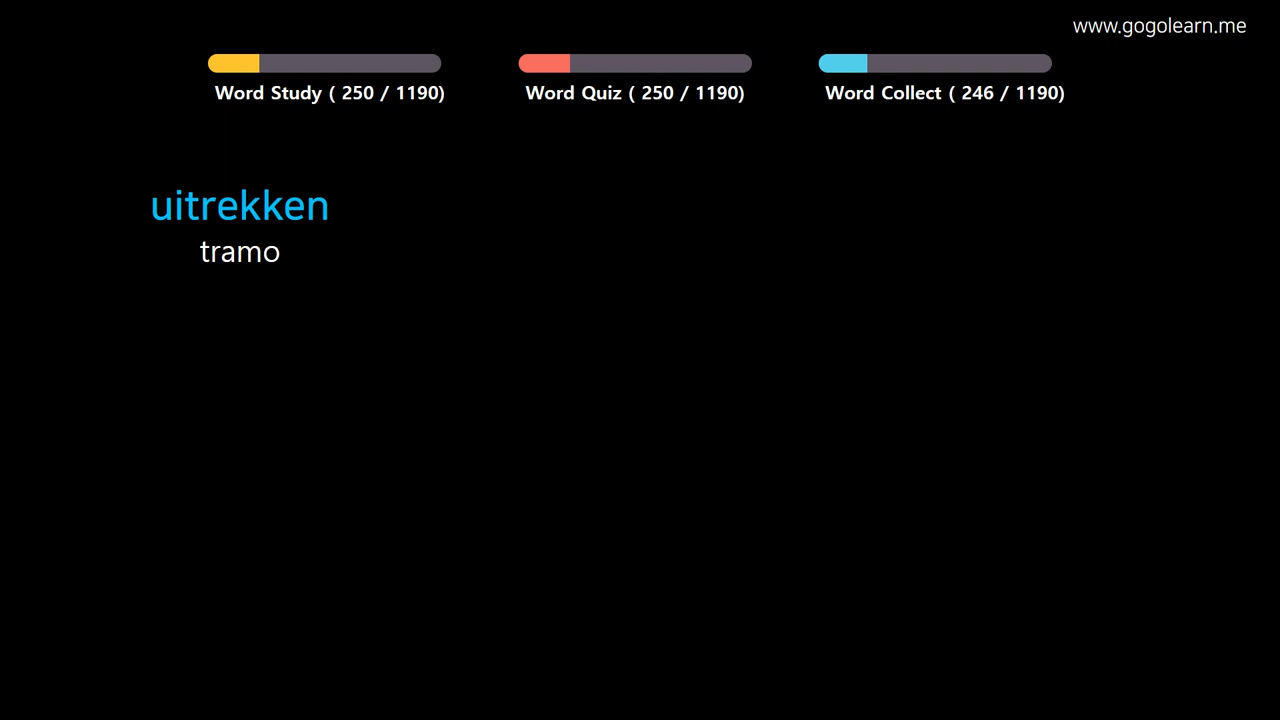 www.gogolearn.me
Word Study ( 250 / 1190)
Word Quiz ( 250 / 1190)
Word Collect ( 246 / 1190)
uitrekken
tramo